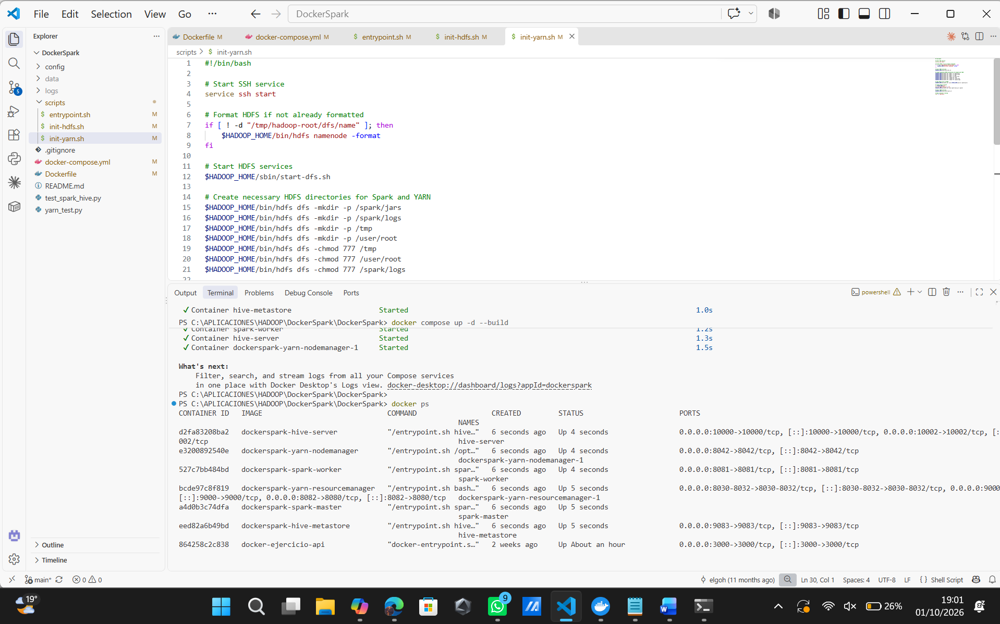 File Edit Selection View Go ··· DockerSpark
Explorer ···
DockerSpark
config
data
logs
scripts
entrypoint.sh M
init-hdfs.sh M
init-yarn.sh M
.gitignore
docker-compose.yml M
Dockerfile M
README.md
test_spark_hive.py
yarn_test.py
Outline
Timeline
5
Dockerfile M docker-compose.yml M $ entrypoint.sh M $ init-hdfs.sh M $ init-yarn.sh M
scripts > $ init-yarn.sh
1 #!/bin/bash
2
3 # Start SSH service
4 service ssh start
5
6 # Format HDFS if not already formatted
7 if [ ! -d "/tmp/hadoop-root/dfs/name" ]; then
8 $HADOOP_HOME/bin/hdfs namenode -format
9 fi
10
11 # Start HDFS services
12 $HADOOP_HOME/sbin/start-dfs.sh
13
14 # Create necessary HDFS directories for Spark and YARN
15 $HADOOP_HOME/bin/hdfs dfs -mkdir -p /spark/jars
16 $HADOOP_HOME/bin/hdfs dfs -mkdir -p /spark/logs
17 $HADOOP_HOME/bin/hdfs dfs -mkdir -p /tmp
18 $HADOOP_HOME/bin/hdfs dfs -mkdir -p /user/root
19 $HADOOP_HOME/bin/hdfs dfs -chmod 777 /tmp
20 $HADOOP_HOME/bin/hdfs dfs -chmod 777 /user/root
21 $HADOOP_HOME/bin/hdfs dfs -chmod 777 /spark/logs
22
Output Terminal Problems Debug Console Ports powershell
✓ Container hive-metastore Started 1.0s
PS C:\APLICACIONES\HADOOP\DockerSpark\DockerSpark> docker compose up -d --build
✓ Container spark-worker Started 1.2s
✓ Container hive-server Started 1.3s
✓ Container dockerspark-yarn-nodemanager-1 Started 1.5s
What's next:
Filter, search, and stream logs from all your Compose services
in one place with Docker Desktop's Logs view. docker-desktop://dashboard/logs?appId=dockerspark
PS C:\APLICACIONES\HADOOP\DockerSpark\DockerSpark>
PS C:\APLICACIONES\HADOOP\DockerSpark\DockerSpark> docker ps
CONTAINER ID IMAGE COMMAND CREATED STATUS PORTS
NAMES
d2fa83208ba2 dockerspark-hive-server "/entrypoint.sh hive…" 6 seconds ago Up 4 seconds 0.0.0.0:10000->10000/tcp, [::]:10000->10000/tcp, 0.0.0.0:10002->10002/tcp, [:
002/tcp hive-server
e3200892540e dockerspark-yarn-nodemanager "/entrypoint.sh /opt…" 6 seconds ago Up 4 seconds 0.0.0.0:8042->8042/tcp, [::]:8042->8042/tcp
dockerspark-yarn-nodemanager-1
527c7bb484bd dockerspark-spark-worker "/entrypoint.sh spar…" 6 seconds ago Up 4 seconds 0.0.0.0:8081->8081/tcp, [::]:8081->8081/tcp
spark-worker
bcde97c8f819 dockerspark-yarn-resourcemanager "/entrypoint.sh bash…" 6 seconds ago Up 5 seconds 0.0.0.0:8030-8032->8030-8032/tcp, [::]:8030-8032->8030-8032/tcp, 0.0.0.0:9000
[::]:9000->9000/tcp, 0.0.0.0:8082->8080/tcp, [::]:8082->8080/tcp dockerspark-yarn-resourcemanager-1
a4d0b3c74dfa dockerspark-spark-master "/entrypoint.sh spar…" 6 seconds ago Up 5 seconds
spark-master
eed82a6b49bd dockerspark-hive-metastore "/entrypoint.sh hive…" 6 seconds ago Up 5 seconds 0.0.0.0:9083->9083/tcp, [::]:9083->9083/tcp
hive-metastore
864258c2c838 docker-ejercicio-api "docker-entrypoint.s…" 2 weeks ago Up About an hour 0.0.0.0:3000->3000/tcp, [::]:3000->3000/tcp
main* 0 0 elgoh (11 months ago) Ln 30, Col 1 Spaces: 4 UTF-8 LF { } Shell Script
19° 9 26% 19:01
01/10/2026